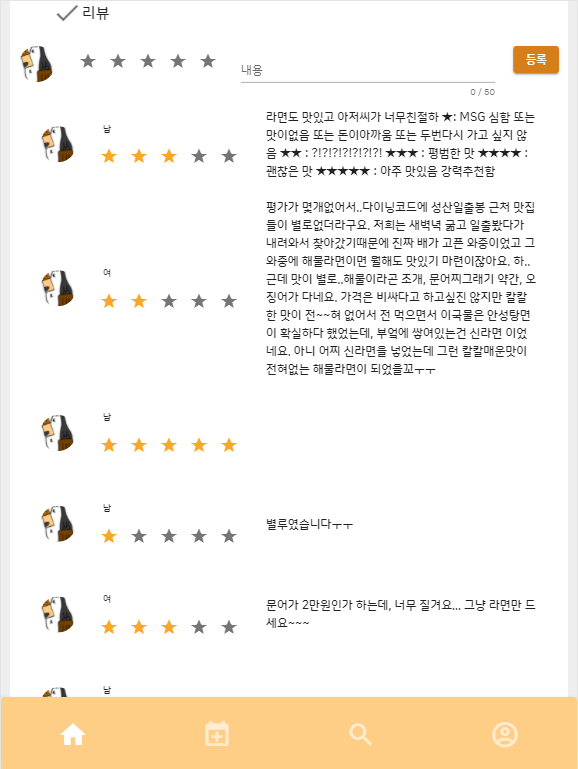 리뷰
내용
등록
0 / 50
남
라면도 맛있고 아저씨가 너무친절하 ★: MSG 심함 또는
맛이없음 또는 돈이아까움 또는 두번다시 가고 싶지 않
음 ★★ : ?!?!?!?!?!?!?! ★★★ : 평범한 맛 ★★★★ :
괜찮은 맛 ★★★★★ : 아주 맛있음 강력추천함
여
평가가 몇개없어서..다이닝코드에 성산일출봉 근처 맛집
들이 별로없더라구요. 저희는 새벽녘 굶고 일출봤다가
내려와서 찾아갔기때문에 진짜 배가 고픈 와중이었고 그
와중에 해물라면이면 뭘해도 맛있기 마련이잖아요. 하..
근데 맛이 별로..해물이라곤 조개, 문어찌그래기 약간, 오
징어가 다네요. 가격은 비싸다고 하고싶진 않지만 칼칼
한 맛이 전~~혀 없어서 전 먹으면서 이국물은 안성탕면
이 확실하다 했었는데, 부엌에 쌓여있는건 신라면 이었
네요. 아니 어찌 신라면을 넣었는데 그런 칼칼매운맛이
전혀없는 해물라면이 되었을꼬ㅜㅜ
남
남
별루였습니다ㅜㅜ
여
문어가 2만원인가 하는데, 너무 질겨요... 그냥 라면만 드
세요~~~
남